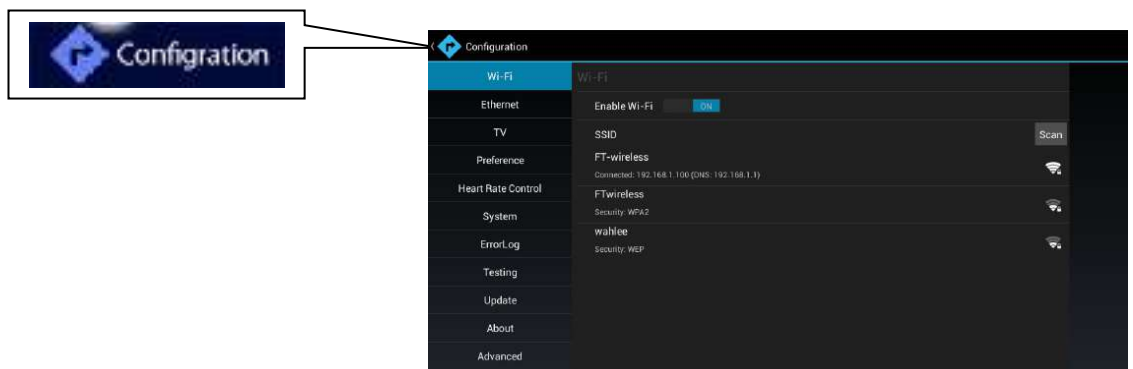 Configration
Configuration
Wi-Fi
Ethernet
TV
Preference
Heart Rate Control
System
ErrorLog
Testing
Update
About
Advanced
Wi-Fi
Enable Wi-Fi ON
SSID Scan
FT-wireless
Connected: 192.168.1.100 (DNS: 192.168.1.1)
FTwireless
Security: WPA2
wahlee
Security: WEP